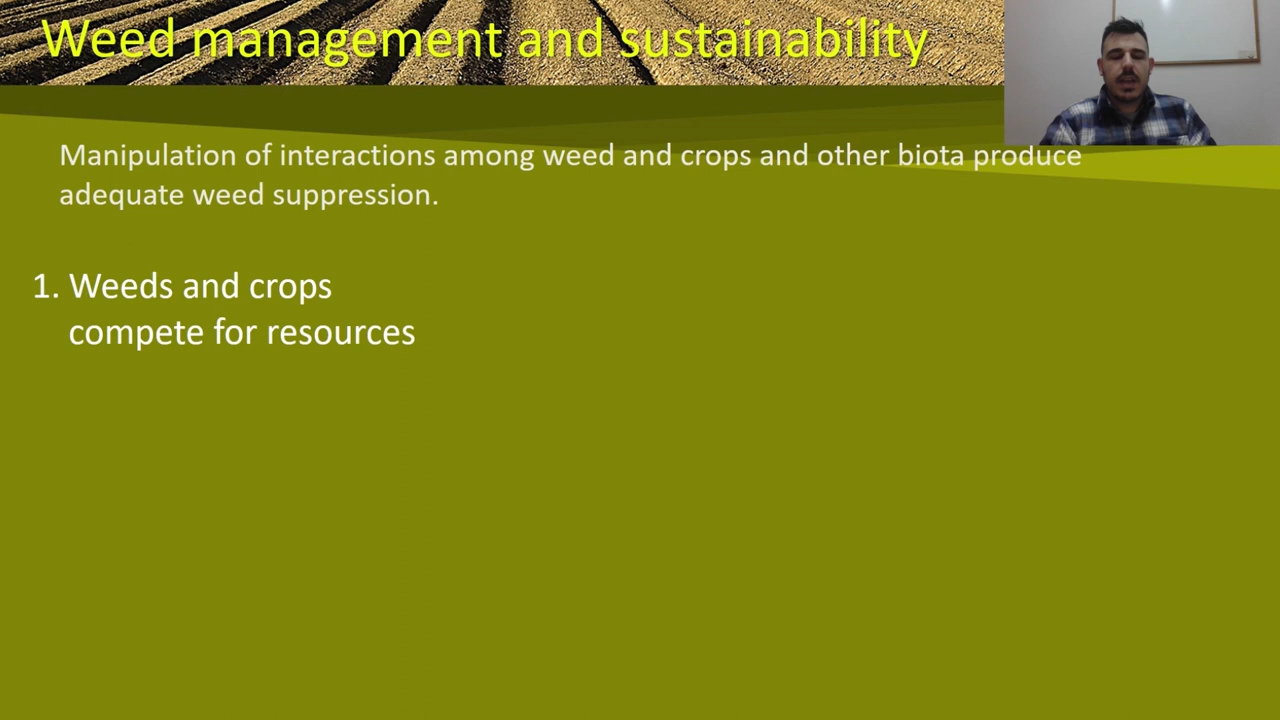 Weed management and sustainability
Manipulation of interactions among weed and crops and other biota produce
adequate weed suppression.
1. Weeds and crops
compete for resources